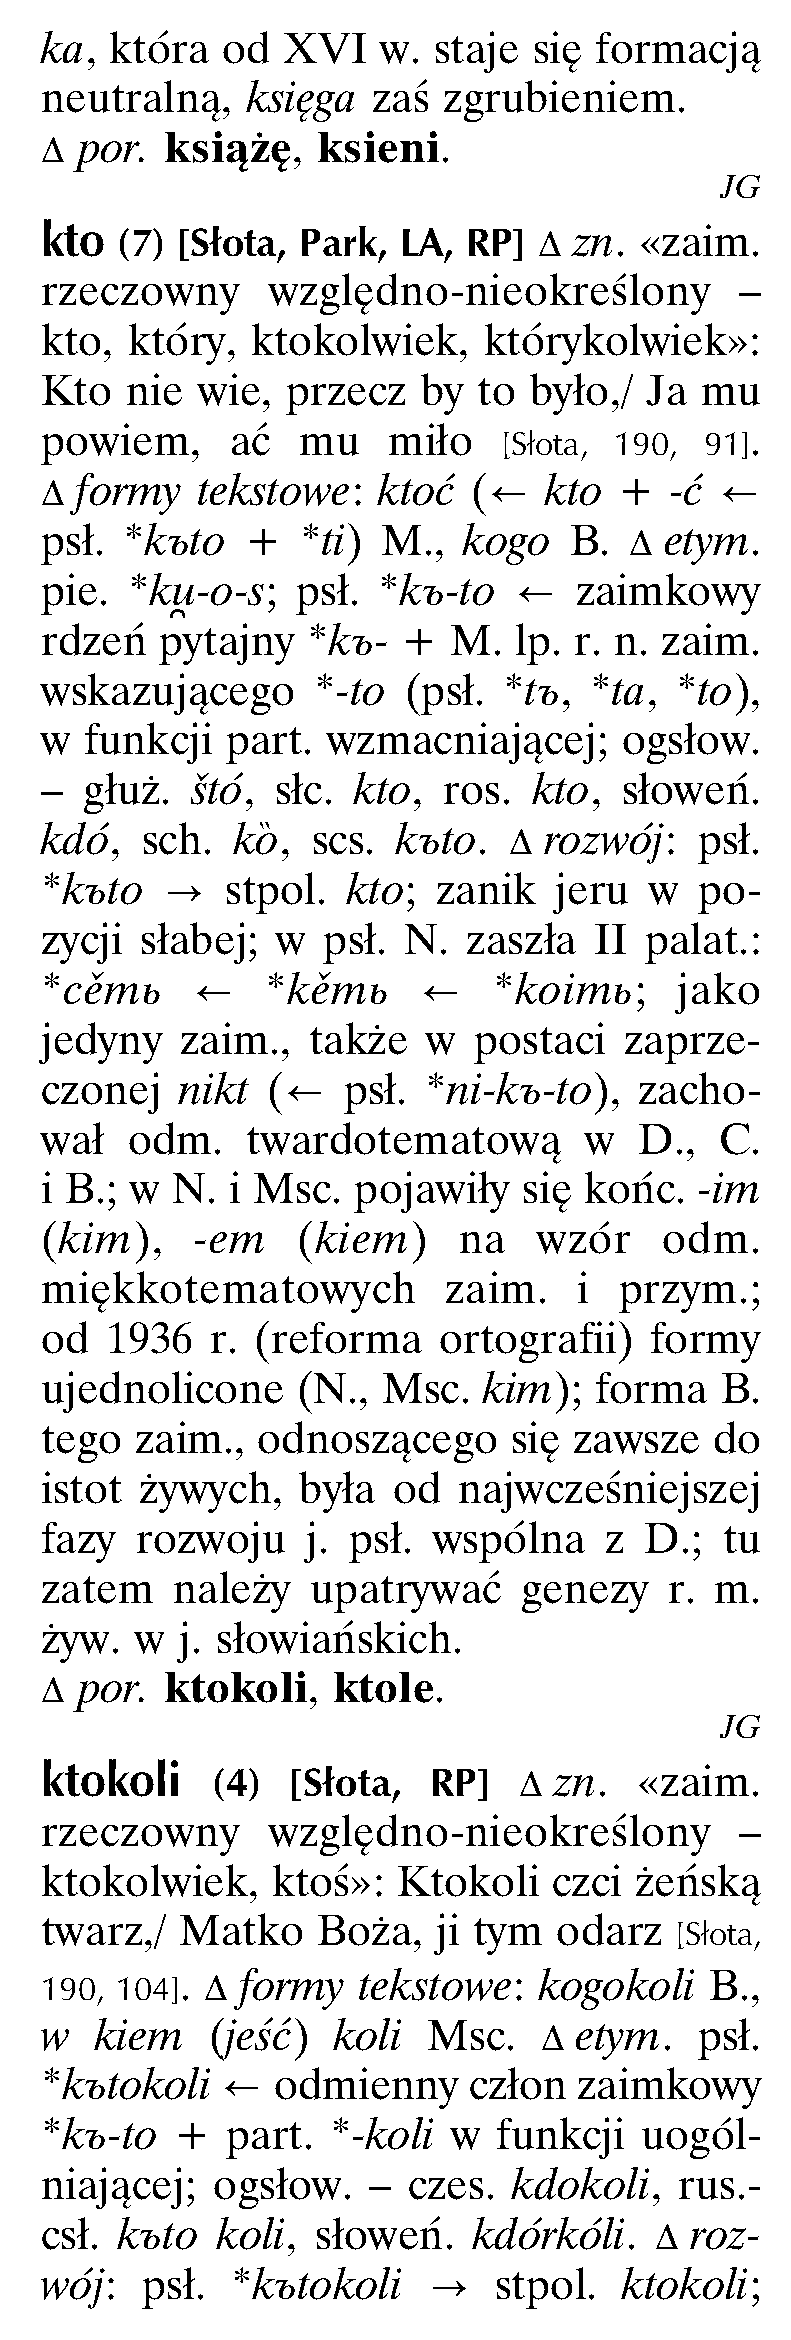 ka, która od XVI w. staje się formacją
neutralną, księga zaś zgrubieniem.
Δ por. książę, ksieni.
JG
kto (7) [Słota, Park, LA, RP] Δ zn. «zaim.
rzeczowny względno-nieokreślony –
kto, który, ktokolwiek, którykolwiek»:
Kto nie wie, przecz by to było,/ Ja mu
powiem, ać mu miło [Słota, 190, 91].
Δ formy tekstowe: ktoć (← kto + -ć ←
psł. *kъto + *ti) M., kogo B. Δ etym.
pie. *ku̯-o-s; psł. *kъ-to ← zaimkowy
rdzeń pytajny *kъ- + M. lp. r. n. zaim.
wskazującego *-to (psł. *tъ, *ta, *to),
w funkcji part. wzmacniającej; ogsłow.
– głuż. štó, słc. kto, ros. kto, słoweń.
kdó, sch. kȍ, scs. kъto. Δ rozwój: psł.
*kъto → stpol. kto; zanik jeru w po-
zycji słabej; w psł. N. zaszła II palat.:
*cěmь ← *kěmь ← *koimь; jako
jedyny zaim., także w postaci zaprze-
czonej nikt (← psł. *ni-kъ-to), zacho-
wał odm. twardotematową w D., C.
i B.; w N. i Msc. pojawiły się końc. -im
(kim), -em (kiem) na wzór odm.
miękkotematowych zaim. i przym.;
od 1936 r. (reforma ortografii) formy
ujednolicone (N., Msc. kim); forma B.
tego zaim., odnoszącego się zawsze do
istot żywych, była od najwcześniejszej
fazy rozwoju j. psł. wspólna z D.; tu
zatem należy upatrywać genezy r. m.
żyw. w j. słowiańskich.
Δ por. ktokoli, ktole.
JG
ktokoli (4) [Słota, RP] Δ zn. «zaim.
rzeczowny względno-nieokreślony –
ktokolwiek, ktoś»: Ktokoli czci żeńską
twarz,/ Matko Boża, ji tym odarz [Słota,
190, 104]. Δ formy tekstowe: kogokoli B.,
w kiem (jeść) koli Msc. Δ etym. psł.
*kъtokoli ← odmienny człon zaimkowy
*kъ-to + part. *-koli w funkcji uogól-
niającej; ogsłow. – czes. kdokoli, rus.-
csł. kъto koli, słoweń. kdórkóli. Δ roz-
wój: psł. *kъtokoli → stpol. ktokoli;